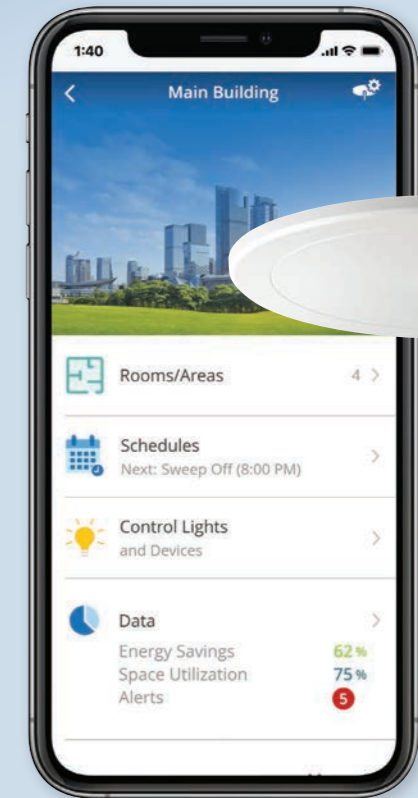 1:40
Main Building
Rooms/Areas 4
Schedules
Next: Sweep Off (8:00 PM)
Control Lights
and Devices
Data
Energy Savings 62%
Space Utilization 75%
Alerts 5